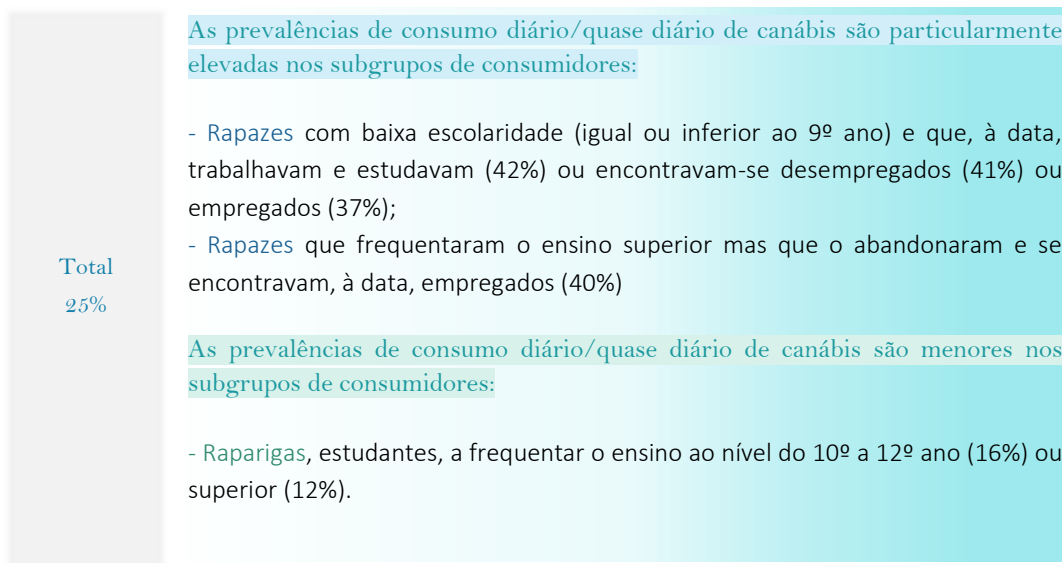 Total
25%
As prevalências de consumo diário/quase diário de canábis são particularmente
elevadas nos subgrupos de consumidores:
- Rapazes com baixa escolaridade (igual ou inferior ao 9º ano) e que, à data,
trabalhavam e estudavam (42%) ou encontravam-se desempregados (41%) ou
empregados (37%);
- Rapazes que frequentaram o ensino superior mas que o abandonaram e se
encontravam, à data, empregados (40%)
As prevalências de consumo diário/quase diário de canábis são menores nos
subgrupos de consumidores:
- Raparigas, estudantes, a frequentar o ensino ao nível do 10º a 12º ano (16%) ou
superior (12%).